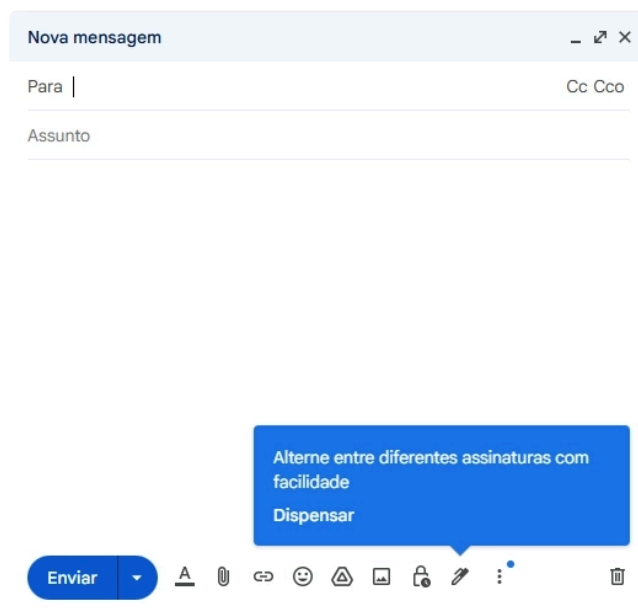 Nova mensagem
Para Cc Cco
Assunto
Alterne entre diferentes assinaturas com
facilidade
Dispensar
Enviar